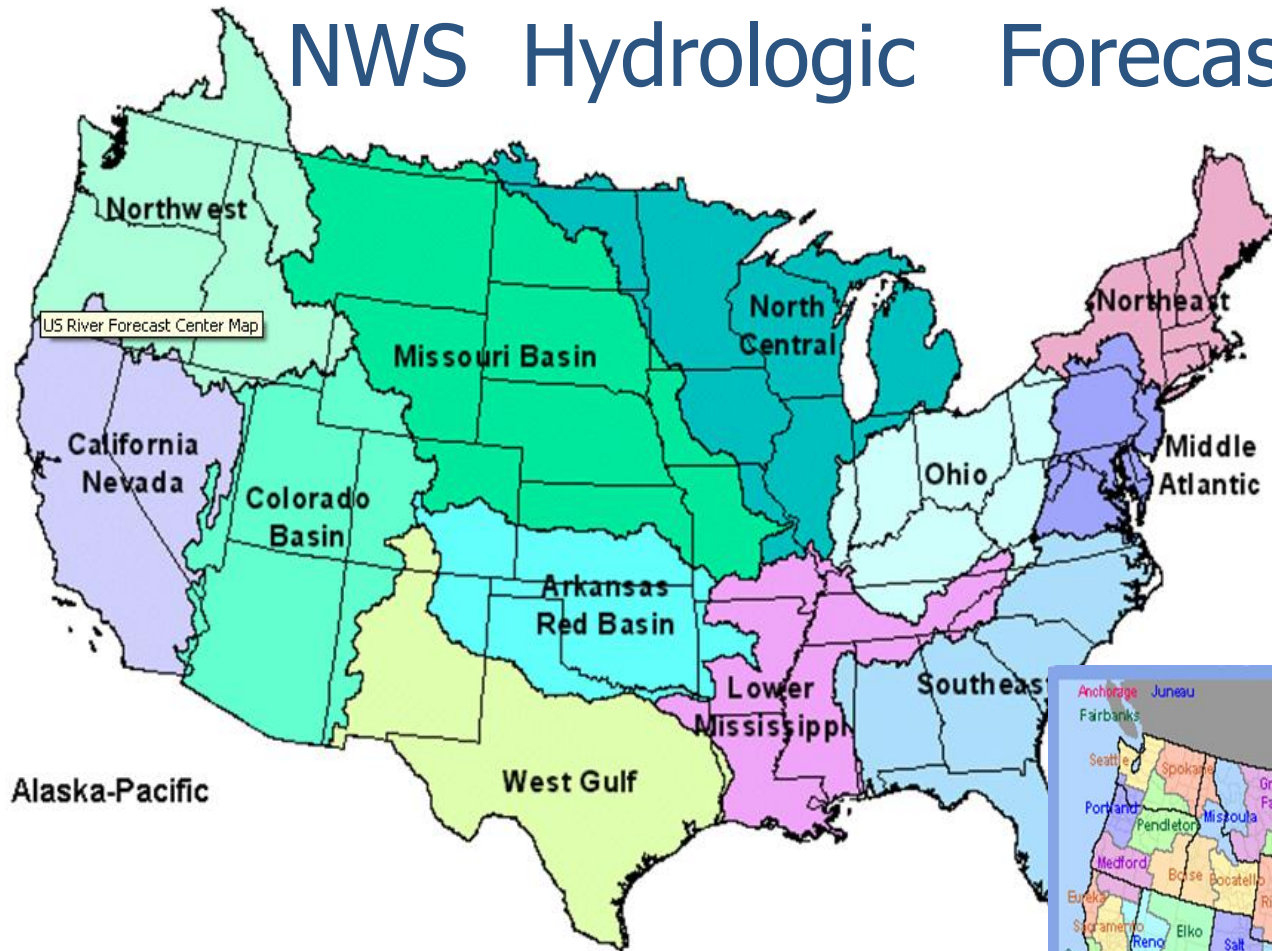 NWS Hydrologic Forecas
Northwest
US River Forecast Center Map
Missouri Basin
North
Central
Northeast
California
Nevada
Colorado
Basin
Ohio
Middle
Atlantic
Arkansas
Red Basin
Lower
Mississippi
Southeas
West Gulf
Alaska-Pacific
Anchorage Juneau
Fairbanks
Seattle
Spokane
Portland
Pendleton
Missoula
Medford
Boise
Pocatello
Eureka
Sacramento
Reno
Elko
Salt